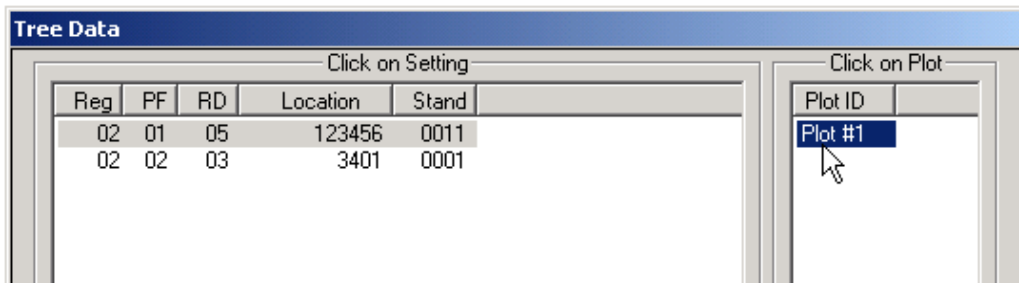 Tree Data
Click on Setting
Click on Plot
Reg PF RD Location Stand
Plot ID
02 01 05 123456 0011
Plot #1
02 02 03 3401 0001